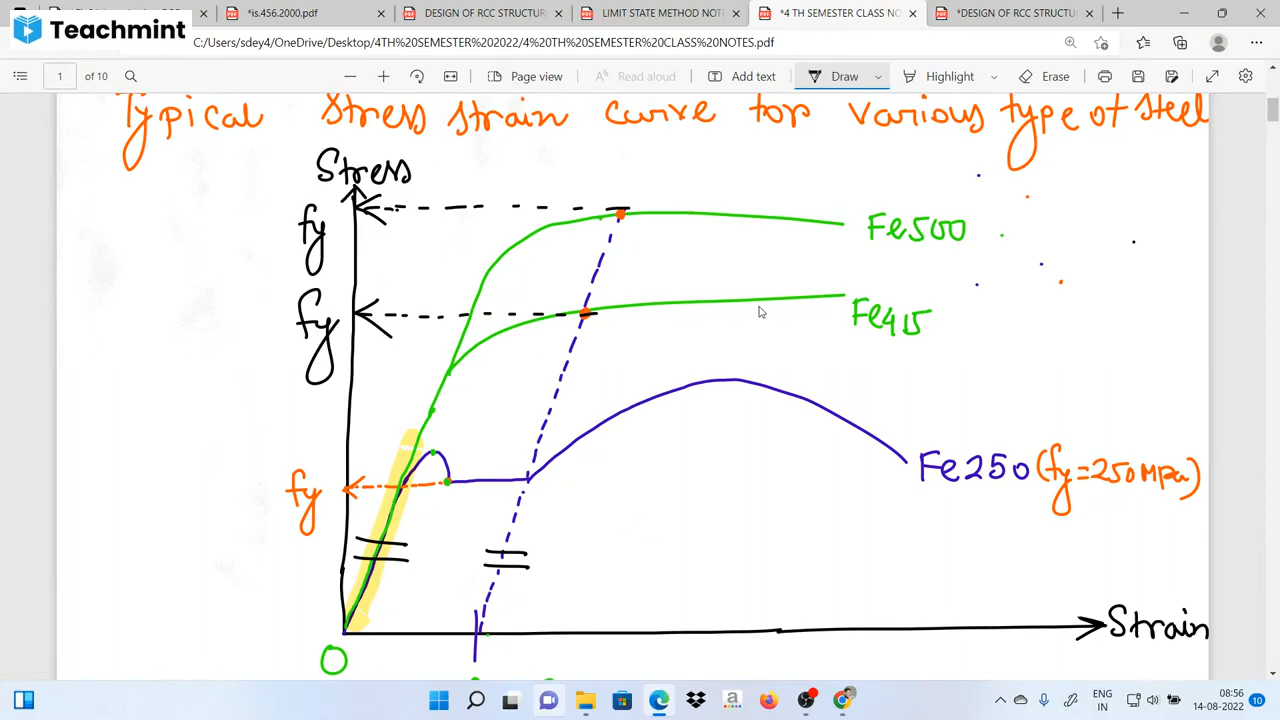 *is.456.2000.pdf
DESIGN OF RCC STRUCTUR
LIMIT STATE METHOD N
*4 TH SEMESTER CLASS NO
*DESIGN OF RCC STRUCTU
Teachmint
C:/Users/sdey4/OneDrive/Desktop/4TH%20SEMESTER%202022/4%20TH%20SEMESTER%20CLASS%20NOTES.pdf
1 of 10 Page view Read aloud Add text Draw Highlight Erase
Typical Stress strain curve for various type of Steel
Stress
fy
Fe500
fy
Fe415
fy
Fe250 (fy=250MPa)
Strain
O
ENG
IN
08:56
14-08-2022
10